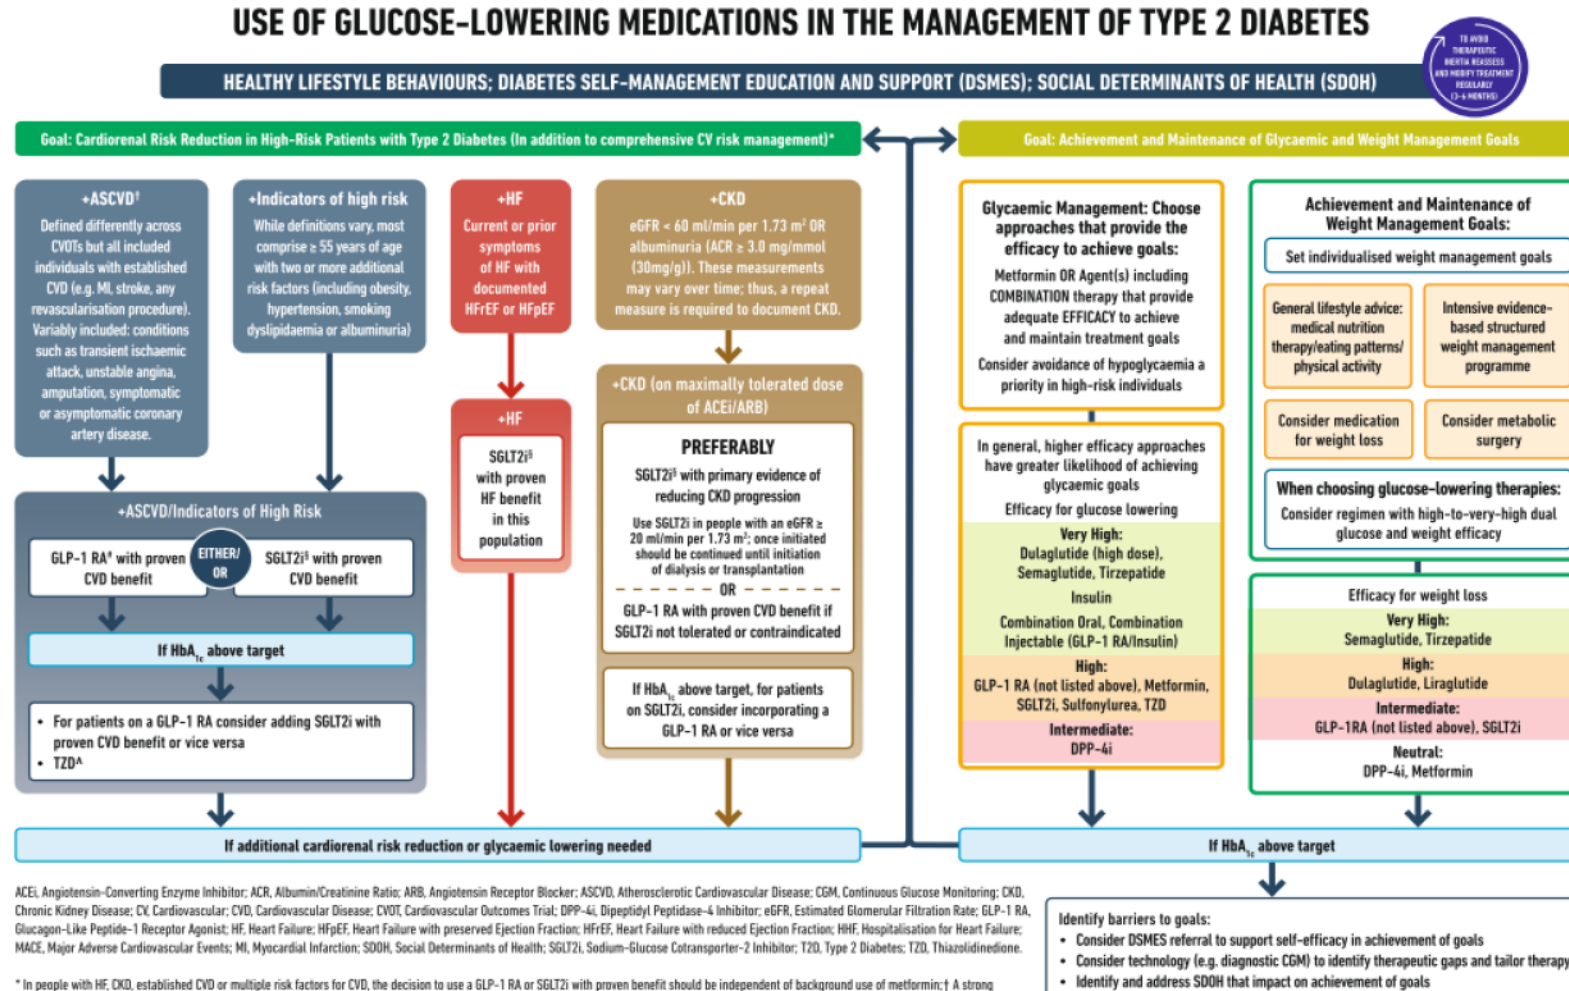 USE OF GLUCOSE-LOWERING MEDICATIONS IN THE MANAGEMENT OF TYPE 2 DIABETES
TO AVOID
THERAPEUTIC
INERTIA REASSESS
AND MODIFY TREATMENT
REGULARLY
(3-6 MONTHS)
HEALTHY LIFESTYLE BEHAVIOURS; DIABETES SELF-MANAGEMENT EDUCATION AND SUPPORT (DSMES); SOCIAL DETERMINANTS OF HEALTH (SDOH)
Goal: Cardiorenal Risk Reduction in High-Risk Patients with Type 2 Diabetes (In addition to comprehensive CV risk management)*
+ASCVD†
Defined differently across
CVOTs but all included
individuals with established
CVD (e.g. MI, stroke, any
revascularisation procedure).
Variably included: conditions
such as transient ischaemic
attack, unstable angina,
amputation, symptomatic
or asymptomatic coronary
artery disease.
+Indicators of high risk
While definitions vary, most
comprise ≥ 55 years of age
with two or more additional
risk factors (including obesity,
hypertension, smoking
dyslipidaemia or albuminuria)
+HF
Current or prior
symptoms
of HF with
documented
HFrEF or HFpEF
+CKD
eGFR < 60 ml/min per 1.73 m² OR
albuminuria (ACR ≥ 3.0 mg/mmol
(30mg/g)). These measurements
may vary over time; thus, a repeat
measure is required to document CKD.
+ASCVD/Indicators of High Risk
GLP-1 RA# with proven
CVD benefit
EITHER/
OR
SGLT2i§ with proven
CVD benefit
If HbA1c above target
• For patients on a GLP-1 RA consider adding SGLT2i with
proven CVD benefit or vice versa
• TZD^
+HF
SGLT2i§
with proven
HF benefit
in this
population
+CKD (on maximally tolerated dose
of ACEi/ARB)
PREFERABLY
SGLT2i§ with primary evidence of
reducing CKD progression
Use SGLT2i in people with an eGFR ≥
20 ml/min per 1.73 m²; once initiated
should be continued until initiation
of dialysis or transplantation
OR
GLP-1 RA with proven CVD benefit if
SGLT2i not tolerated or contraindicated
If HbA1c above target, for patients
on SGLT2i, consider incorporating a
GLP-1 RA or vice versa
If additional cardiorenal risk reduction or glycaemic lowering needed
Goal: Achievement and Maintenance of Glycaemic and Weight Management Goals
Glycaemic Management: Choose
approaches that provide the
efficacy to achieve goals:
Metformin OR Agent(s) including
COMBINATION therapy that provide
adequate EFFICACY to achieve
and maintain treatment goals
Consider avoidance of hypoglycaemia a
priority in high-risk individuals
In general, higher efficacy approaches
have greater likelihood of achieving
glycaemic goals
Efficacy for glucose lowering
Very High:
Dulaglutide (high dose),
Semaglutide, Tirzepatide
Insulin
Combination Oral, Combination
Injectable (GLP-1 RA/Insulin)
High:
GLP-1 RA (not listed above), Metformin,
SGLT2i, Sulfonylurea, TZD
Intermediate:
DPP-4i
Achievement and Maintenance of
Weight Management Goals:
Set individualised weight management goals
General lifestyle advice:
medical nutrition
therapy/eating patterns/
physical activity
Intensive evidence-
based structured
weight management
programme
Consider medication
for weight loss
Consider metabolic
surgery
When choosing glucose-lowering therapies:
Consider regimen with high-to-very-high dual
glucose and weight efficacy
Efficacy for weight loss
Very High:
Semaglutide, Tirzepatide
High:
Dulaglutide, Liraglutide
Intermediate:
GLP-1RA (not listed above), SGLT2i
Neutral:
DPP-4i, Metformin
If HbA1c above target
Identify barriers to goals:
• Consider DSMES referral to support self-efficacy in achievement of goals
• Consider technology (e.g. diagnostic CGM) to identify therapeutic gaps and tailor therapy
• Identify and address SDOH that impact on achievement of goals
ACEi, Angiotensin-Converting Enzyme Inhibitor; ACR, Albumin/Creatinine Ratio; ARB, Angiotensin Receptor Blocker; ASCVD, Atherosclerotic Cardiovascular Disease; CGM, Continuous Glucose Monitoring; CKD,
Chronic Kidney Disease; CV, Cardiovascular; CVD, Cardiovascular Disease; CVOT, Cardiovascular Outcomes Trial; DPP-4i, Dipeptidyl Peptidase-4 Inhibitor; eGFR, Estimated Glomerular Filtration Rate; GLP-1 RA,
Glucagon-Like Peptide-1 Receptor Agonist; HF, Heart Failure; HFpEF, Heart Failure with preserved Ejection Fraction; HFrEF, Heart Failure with reduced Ejection Fraction; HHF, Hospitalisation for Heart Failure;
MACE, Major Adverse Cardiovascular Events; MI, Myocardial Infarction; SDOH, Social Determinants of Health; SGLT2i, Sodium-Glucose Cotransporter-2 Inhibitor; T2D, Type 2 Diabetes; TZD, Thiazolidinedione.
* In people with HF, CKD, established CVD or multiple risk factors for CVD, the decision to use a GLP-1 RA or SGLT2i with proven benefit should be independent of background use of metformin;† A strong